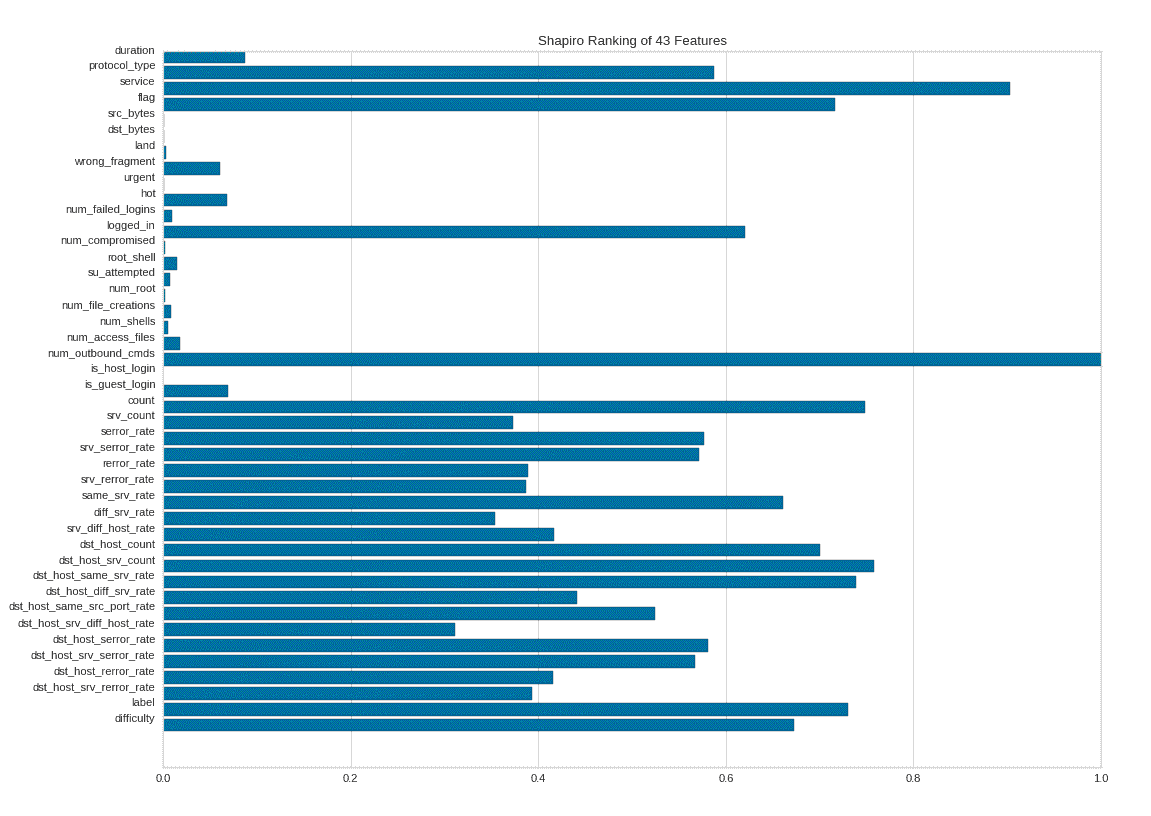 Shapiro Ranking of 43 Features
duration
protocol_type
service
flag
src_bytes
dst_bytes
land
wrong_fragment
urgent
hot
num_failed_logins
logged_in
num_compromised
root_shell
su_attempted
num_root
num_file_creations
num_shells
num_access_files
num_outbound_cmds
is_host_login
is_guest_login
count
srv_count
serror_rate
srv_serror_rate
rerror_rate
srv_rerror_rate
same_srv_rate
diff_srv_rate
srv_diff_host_rate
dst_host_count
dst_host_srv_count
dst_host_same_srv_rate
dst_host_diff_srv_rate
dst_host_same_src_port_rate
dst_host_srv_diff_host_rate
dst_host_serror_rate
dst_host_srv_serror_rate
dst_host_rerror_rate
dst_host_srv_rerror_rate
label
difficulty
0.0 0.2 0.4 0.6 0.8 1.0